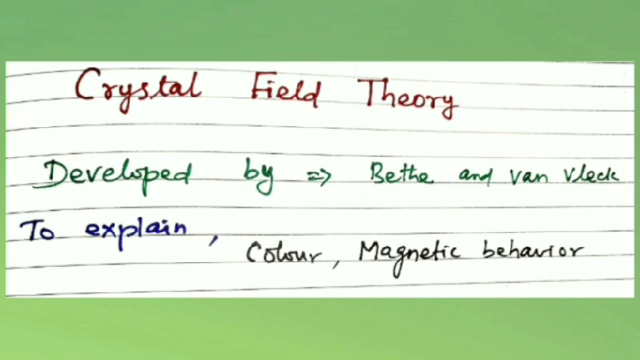 Crystal Field Theory
Developed by ⇒ Bethe and van vleck
To explain,
Colour, Magnetic behavior